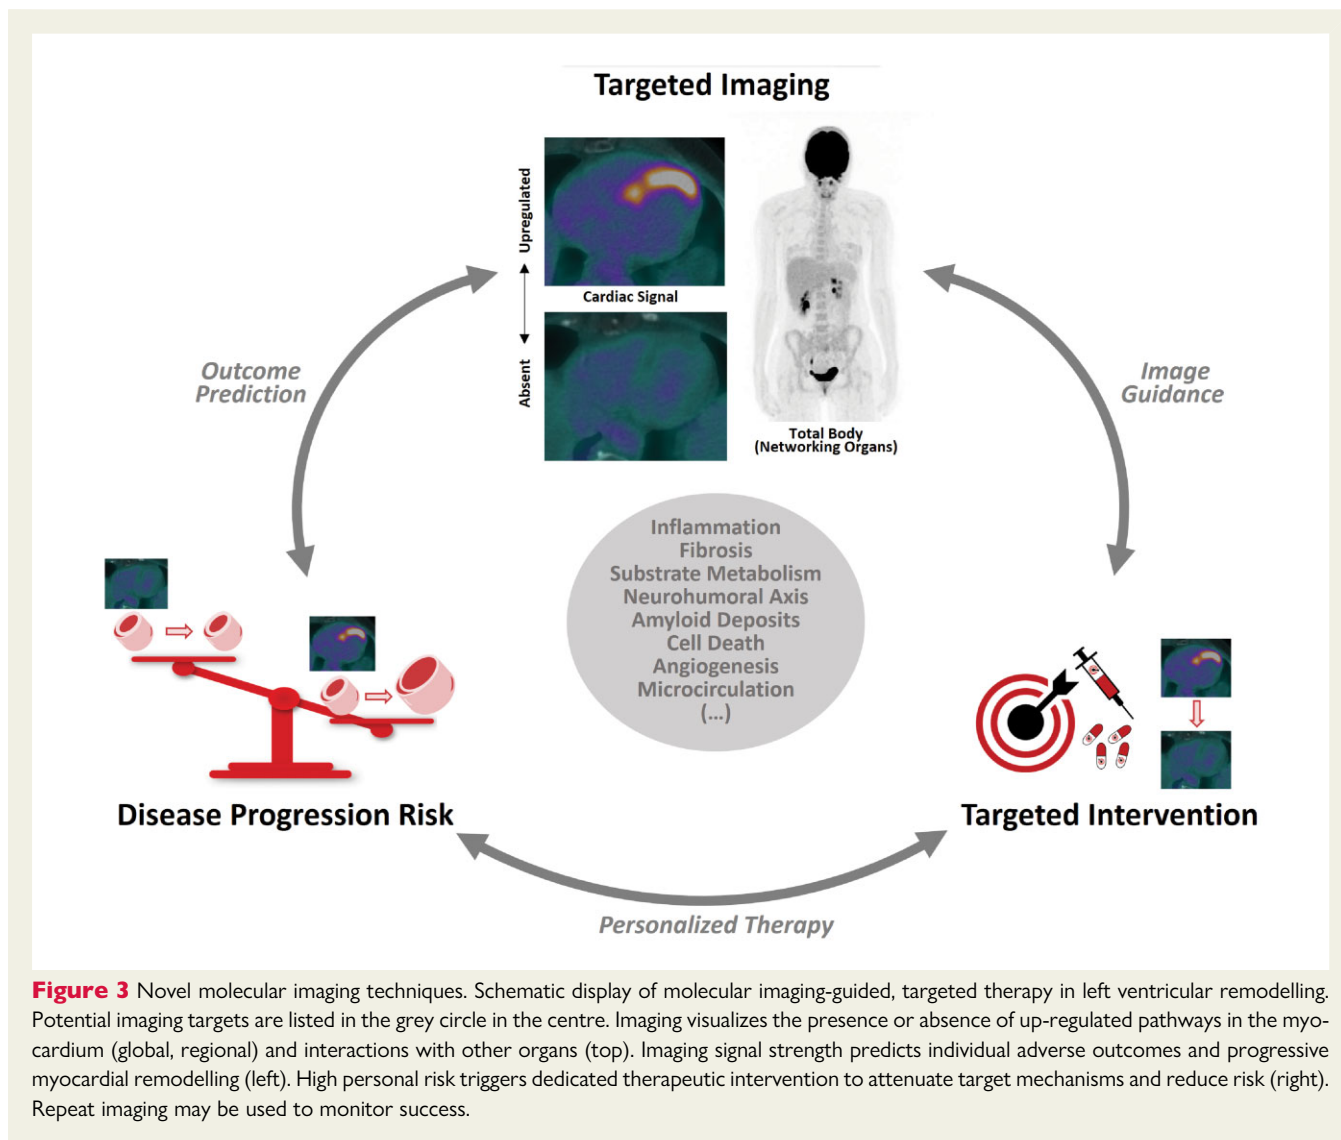 Targeted Imaging
Upregulated
Absent
Cardiac Signal
Total Body
(Networking Organs)
Outcome
Prediction
Image
Guidance
Inflammation
Fibrosis
Substrate Metabolism
Neurohumoral Axis
Amyloid Deposits
Cell Death
Angiogenesis
Microcirculation
(...)
Disease Progression Risk
Targeted Intervention
Personalized Therapy
Figure 3 Novel molecular imaging techniques. Schematic display of molecular imaging-guided, targeted therapy in left ventricular remodelling.
Potential imaging targets are listed in the grey circle in the centre. Imaging visualizes the presence or absence of up-regulated pathways in the myo-
cardium (global, regional) and interactions with other organs (top). Imaging signal strength predicts individual adverse outcomes and progressive
myocardial remodelling (left). High personal risk triggers dedicated therapeutic intervention to attenuate target mechanisms and reduce risk (right).
Repeat imaging may be used to monitor success.